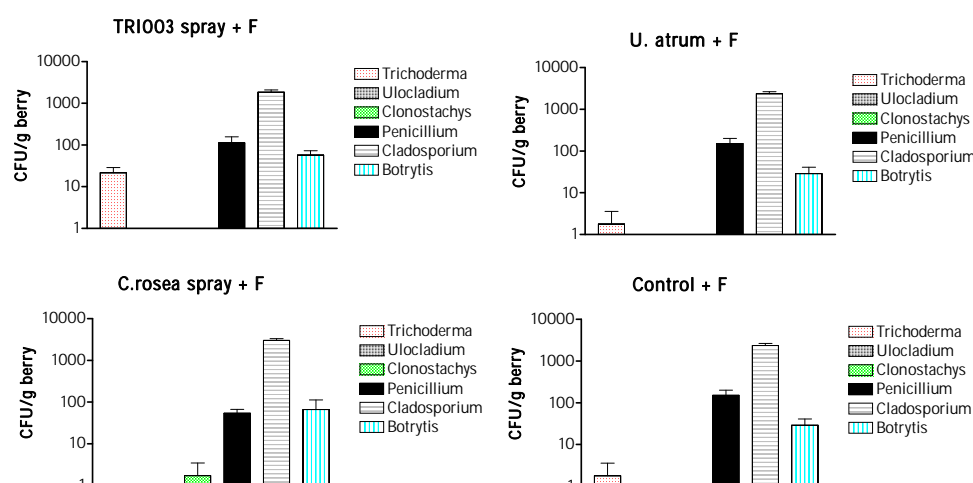 TRI003 spray + F
CFU/g berry
10000
1000
100
10
1
Trichoderma
Ulocladium
Clonostachys
Penicillium
Cladosporium
Botrytis
U. atrum + F
CFU/g berry
10000
1000
100
10
1
Trichoderma
Ulocladium
Clonostachys
Penicillium
Cladosporium
Botrytis
C.rosea spray + F
CFU/g berry
10000
1000
100
10
1
Trichoderma
Ulocladium
Clonostachys
Penicillium
Cladosporium
Botrytis
Control + F
CFU/g berry
10000
1000
100
10
1
Trichoderma
Ulocladium
Clonostachys
Penicillium
Cladosporium
Botrytis